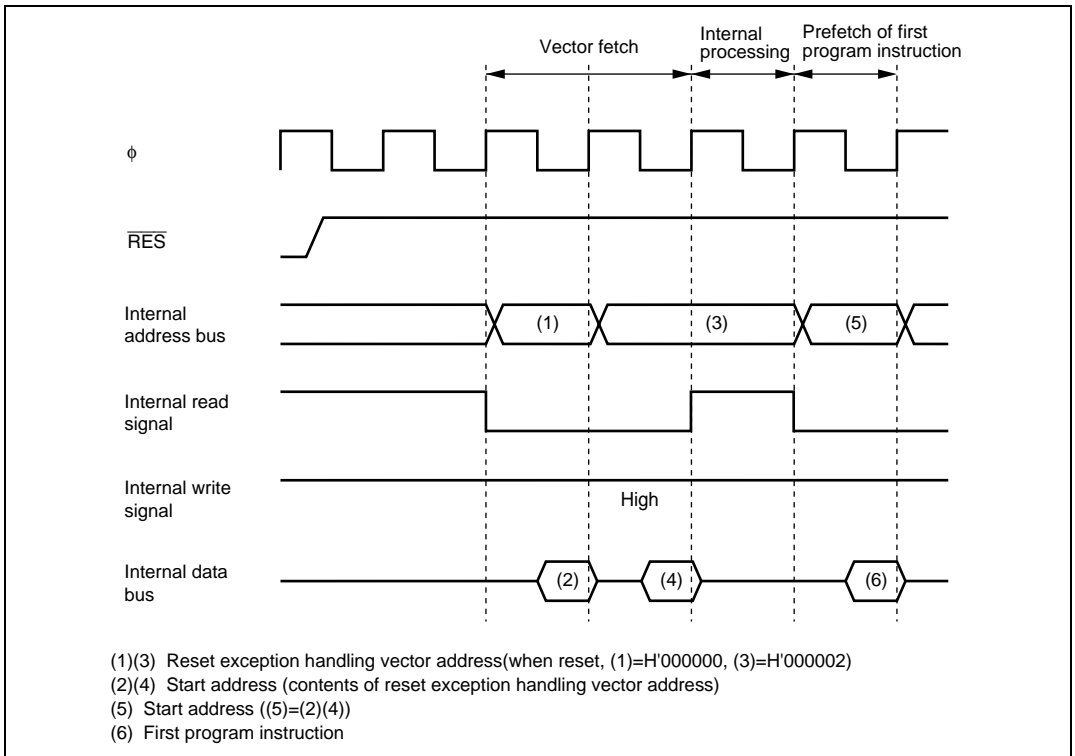 Vector fetch
Internal
processing
Prefetch of first
program instruction
ϕ
RES
Internal
address bus
(1)
(3)
(5)
Internal read
signal
Internal write
signal
High
Internal data
bus
(2)
(4)
(6)
(1)(3) Reset exception handling vector address(when reset, (1)=H'000000, (3)=H'000002)
(2)(4) Start address (contents of reset exception handling vector address)
(5) Start address ((5)=(2)(4))
(6) First program instruction